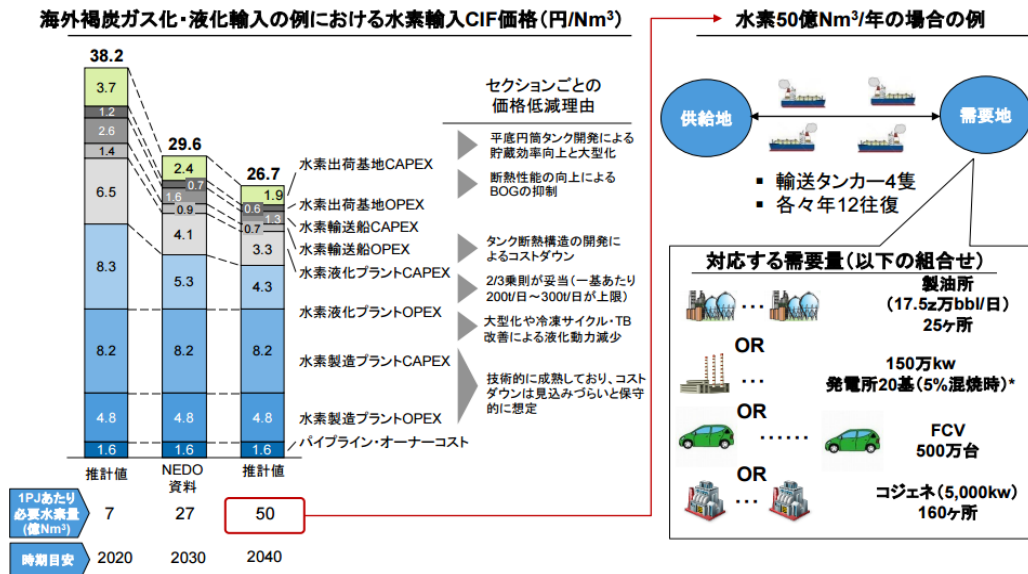 海外褐炭ガス化・液化輸入の例における水素輸入CIF価格(円/Nm³)
38.2
3.7
1.2
2.6
1.4
6.5
8.3
8.2
4.8
1.6
推計値
29.6
2.4
0.7
1.6
0.9
4.1
5.3
8.2
4.8
1.6
NEDO
資料
26.7
1.9
0.6
1.3
0.7
3.3
4.3
8.2
4.8
1.6
推計値
水素出荷基地CAPEX
水素出荷基地OPEX
水素輸送船CAPEX
水素輸送船OPEX
水素液化プラントCAPEX
水素液化プラントOPEX
水素製造プラントCAPEX
水素製造プラントOPEX
パイプライン・オーナーコスト
セクションごとの
価格低減理由
平底円筒タンク開発による
貯蔵効率向上と大型化
断熱性能の向上による
BOGの抑制
タンク断熱構造の開発に
よるコストダウン
2/3乗則が妥当(一基あたり
200t/日~300t/日が上限)
大型化や冷凍サイクル・TB
改善による液化動力減少
技術的に成熟しており、コスト
ダウンは見込みづらいと保守
的に想定
1PJあたり
必要水素量
(億Nm³)
7
27
50
時期目安
2020
2030
2040
水素50億Nm³/年の場合の例
供給地
需要地
▪ 輸送タンカー4隻
▪ 各々年12往復
対応する需要量(以下の組合せ)
製油所
(17.5z万bbl/日)
25ヶ所
OR
150万kw
発電所20基(5%混焼時)*
OR
FCV
500万台
OR
コジェネ(5,000kw)
160ヶ所